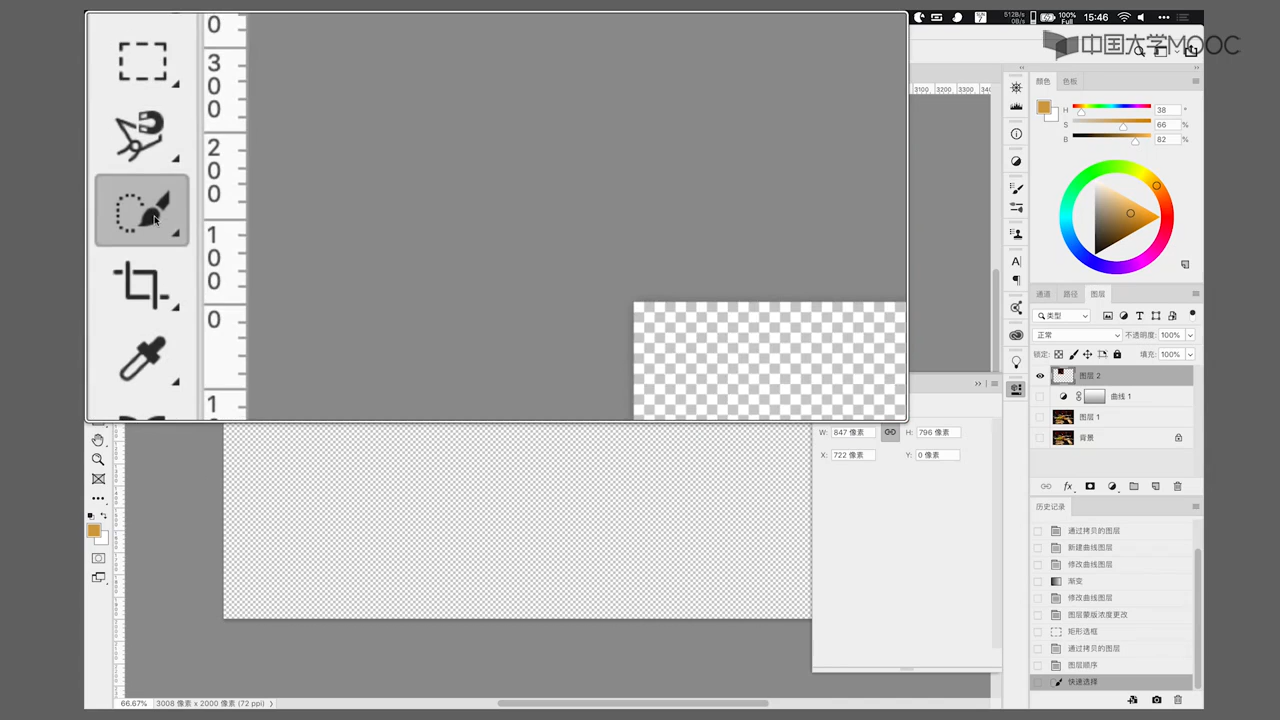 512B/s
0B/s
100%
Full
15:46
中国大学MOOC
0
300
200
100
0
1
3100 3200 3300 340
颜色 色板
H 38 °
S 66 %
B 82 %
通道 路径 图层
类型
正常 不透明度: 100%
锁定: 填充: 100%
图层 2
曲线 1
图层 1
背景
fx
W: 847 像素 H: 796 像素
X: 722 像素 Y: 0 像素
历史记录
通过拷贝的图层
新建曲线图层
修改曲线图层
渐变
修改曲线图层
图层蒙版浓度更改
矩形选框
通过拷贝的图层
图层顺序
快速选择
66.67% 3008 像素 x 2000 像素 (72 ppi)